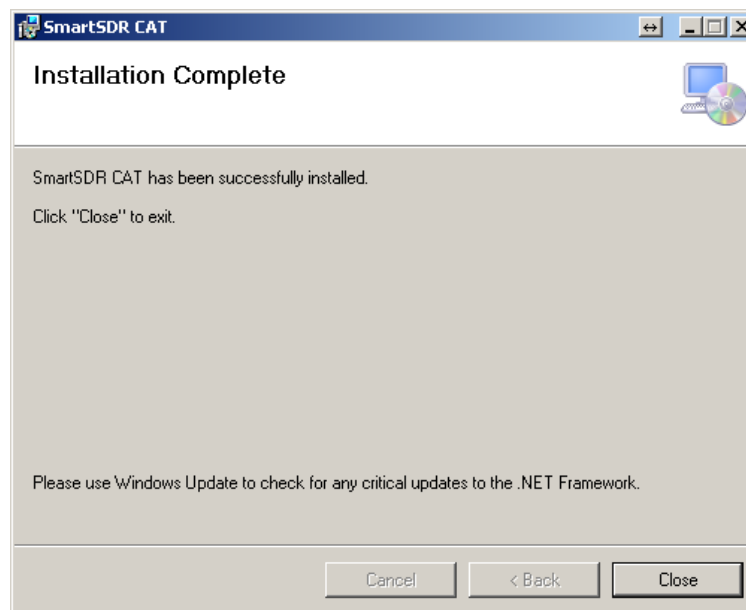 SmartSDR CAT
Installation Complete
SmartSDR CAT has been successfully installed.
Click "Close" to exit.
Please use Windows Update to check for any critical updates to the .NET Framework.
Cancel
< Back
Close